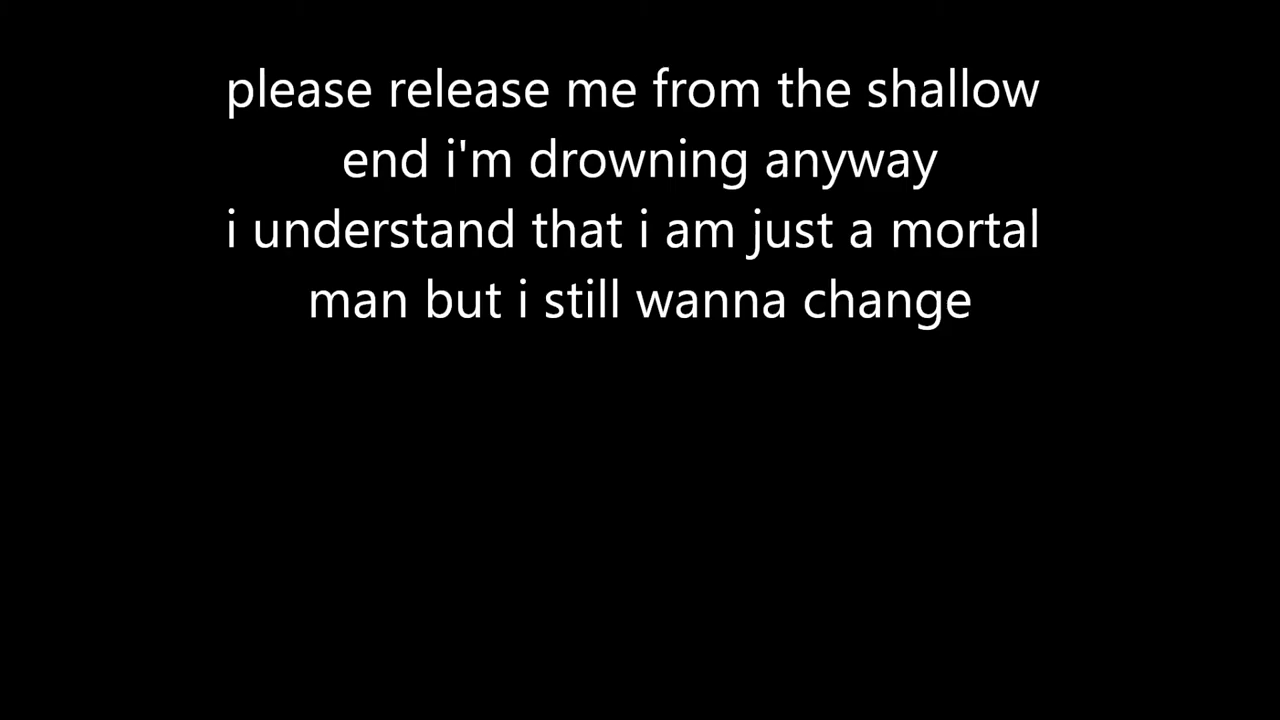 please release me from the shallow
end i'm drowning anyway
i understand that i am just a mortal
man but i still wanna change